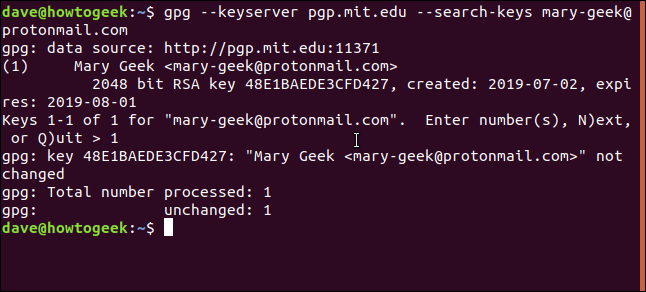 dave@howtogeek:~$ gpg --keyserver pgp.mit.edu --search-keys mary-geek@
protonmail.com
gpg: data source: http://pgp.mit.edu:11371
(1)     Mary Geek <mary-geek@protonmail.com>
          2048 bit RSA key 48E1BAEDE3CFD427, created: 2019-07-02, expi
res: 2019-08-01
Keys 1-1 of 1 for "mary-geek@protonmail.com".  Enter number(s), N)ext,
 or Q)uit > 1
gpg: key 48E1BAEDE3CFD427: "Mary Geek <mary-geek@protonmail.com>" not
changed
gpg: Total number processed: 1
gpg:              unchanged: 1
dave@howtogeek:~$